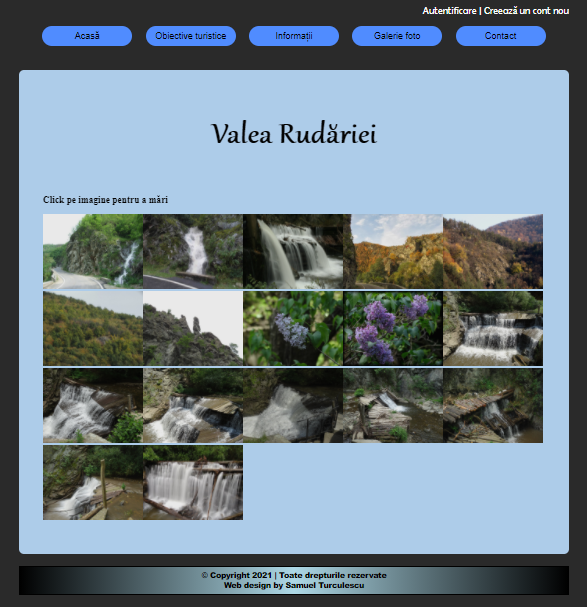 Autentificare | Creează un cont nou
Acasă Obiective turistice Informații Galerie foto Contact
Valea Rudăriei
Click pe imagine pentru a mări
© Copyright 2021 | Toate drepturile rezervate
Web design by Samuel Turculescu